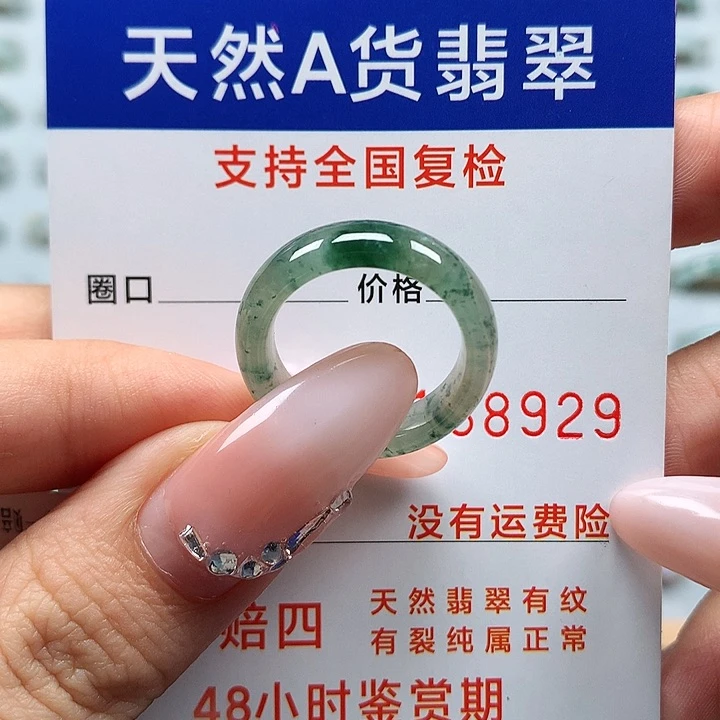 天然A货翡翠
支持全国复检
圈口 价格
8929
没有运费险
赔四
天然翡翠有纹
有裂纯属正常
48小时鉴赏期